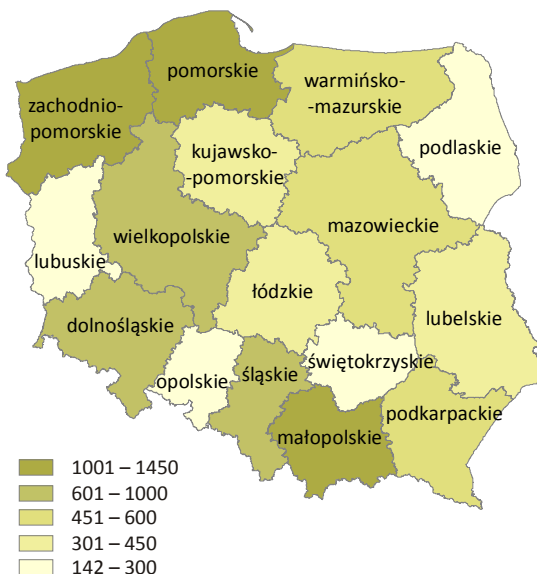 pomorskie
warmińsko-
-mazurskie
zachodnio-
pomorskie
podlaskie
kujawsko-
-pomorskie
mazowieckie
wielkopolskie
lubuskie
łódzkie
lubelskie
dolnośląskie
świętokrzyskie
opolskie
śląskie
podkarpackie
małopolskie
1001 – 1450
601 – 1000
451 – 600
301 – 450
142 – 300